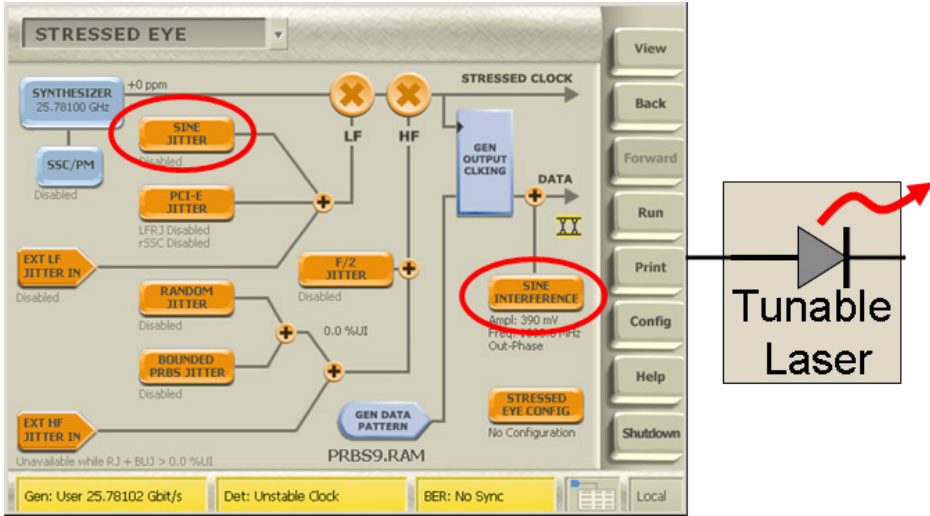 STRESSED EYE
View
Back
Forward
Run
Print
Config
Help
Shutdown
STRESSED CLOCK
SYNTHESIZER
25.78100 GHz
+0 ppm
SSC/PM
Disabled
SINE
JITTER
Disabled
LF
HF
GEN
OUTPUT
CLKING
DATA
PCI-E
JITTER
LFRJ Disabled
rSSC Disabled
EXT LF
JITTER IN
Disabled
F/2
JITTER
Disabled
SINE
INTERFERENCE
Ampl: 390 mV
Freq: MHz
Out-Phase
RANDOM
JITTER
Disabled
0.0 %UI
BOUNDED
PRBS JITTER
Disabled
EXT HF
JITTER IN
Unavailable while RJ + BUJ > 0.0 %UI
GEN DATA
PATTERN
PRBS9.RAM
STRESSED
EYE CONFIG
No Configuration
Gen: User 25.78102 Gbit/s
Det: Unstable Clock
BER: No Sync
Local
Tunable
Laser